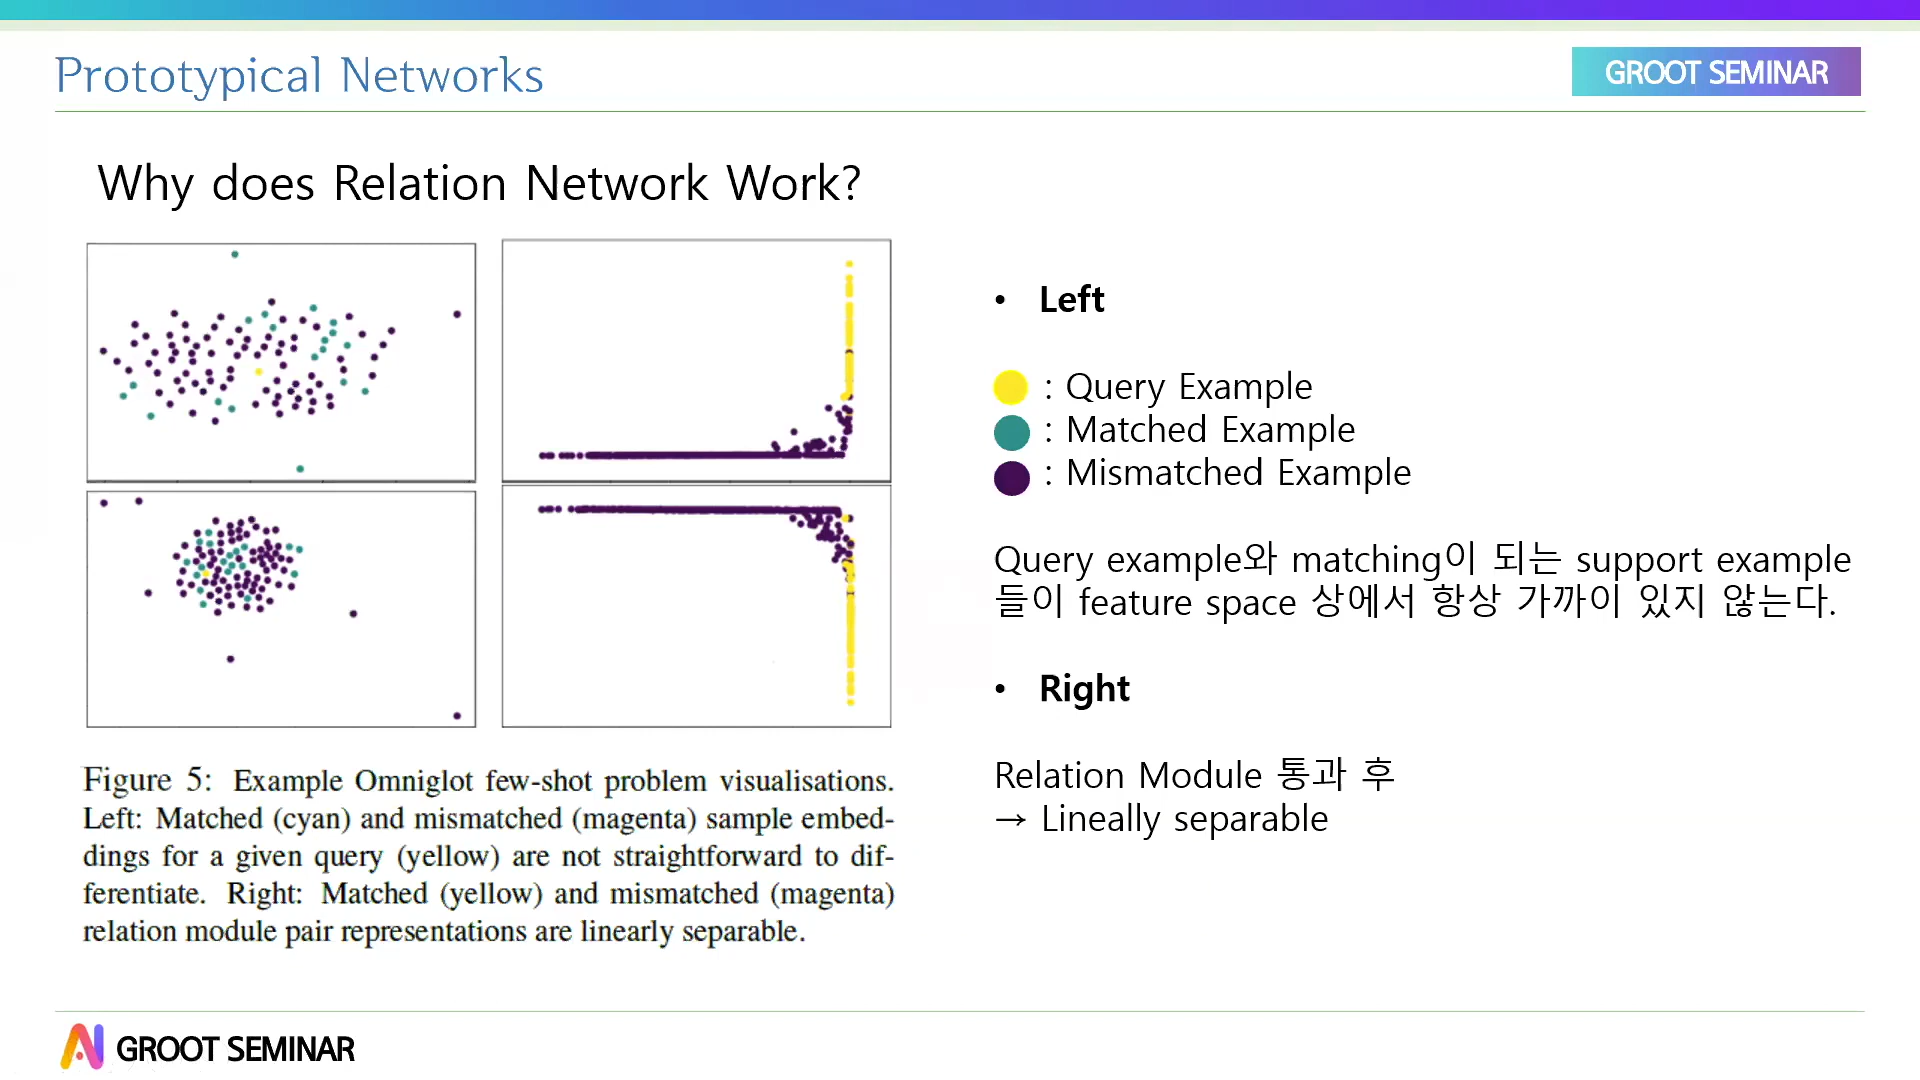 Prototypical Networks
GROOT SEMINAR
Why does Relation Network Work?
Figure 5: Example Omniglot few-shot problem visualisations.
Left: Matched (cyan) and mismatched (magenta) sample embed-
dings for a given query (yellow) are not straightforward to dif-
ferentiate. Right: Matched (yellow) and mismatched (magenta)
relation module pair representations are linearly separable.
• Left
: Query Example
: Matched Example
: Mismatched Example
Query example와 matching이 되는 support example
들이 feature space 상에서 항상 가까이 있지 않는다.
• Right
Relation Module 통과 후
→ Lineally separable
GROOT SEMINAR